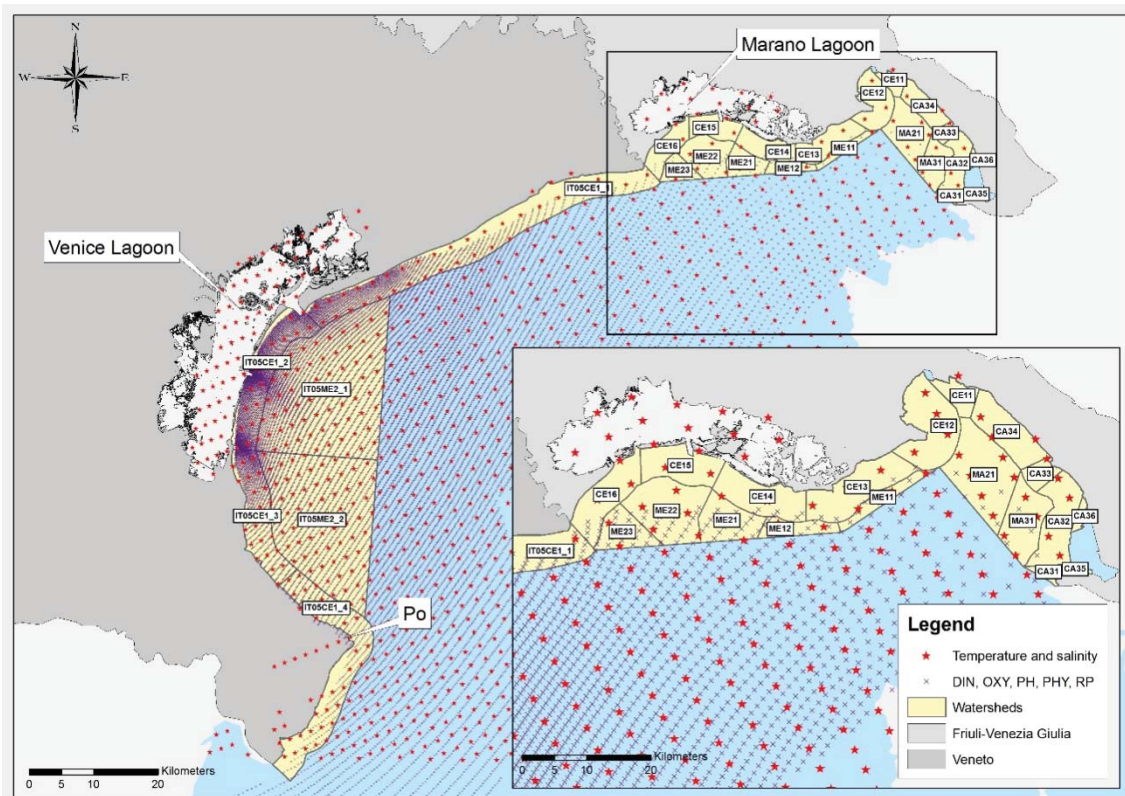 N
W E
S
Marano Lagoon
CE11
CE12
CA34
CE15
MA21
CA33
CE16
ME22
CE14
CE13
ME11
ME21
MA31
CA32
CA36
ME23
ME12
IT05CE1_1
CA31
CA35
Venice Lagoon
IT05CE1_2
IT05ME2_1
IT05CE1_3
IT05ME2_2
IT05CE1_4
Po
CE11
CE12
CA34
CE15
MA21
CA33
CE13
CE16
CE14
ME11
ME22
ME21
MA31
CA32
CA36
ME23
ME12
IT05CE1_1
CA31
CA35
Legend
Temperature and salinity
DIN, OXY, PH, PHY, RP
Watersheds
Friuli-Venezia Giulia
Veneto
Kilometers
0 5 10 20
Kilometers
0 5 10 20